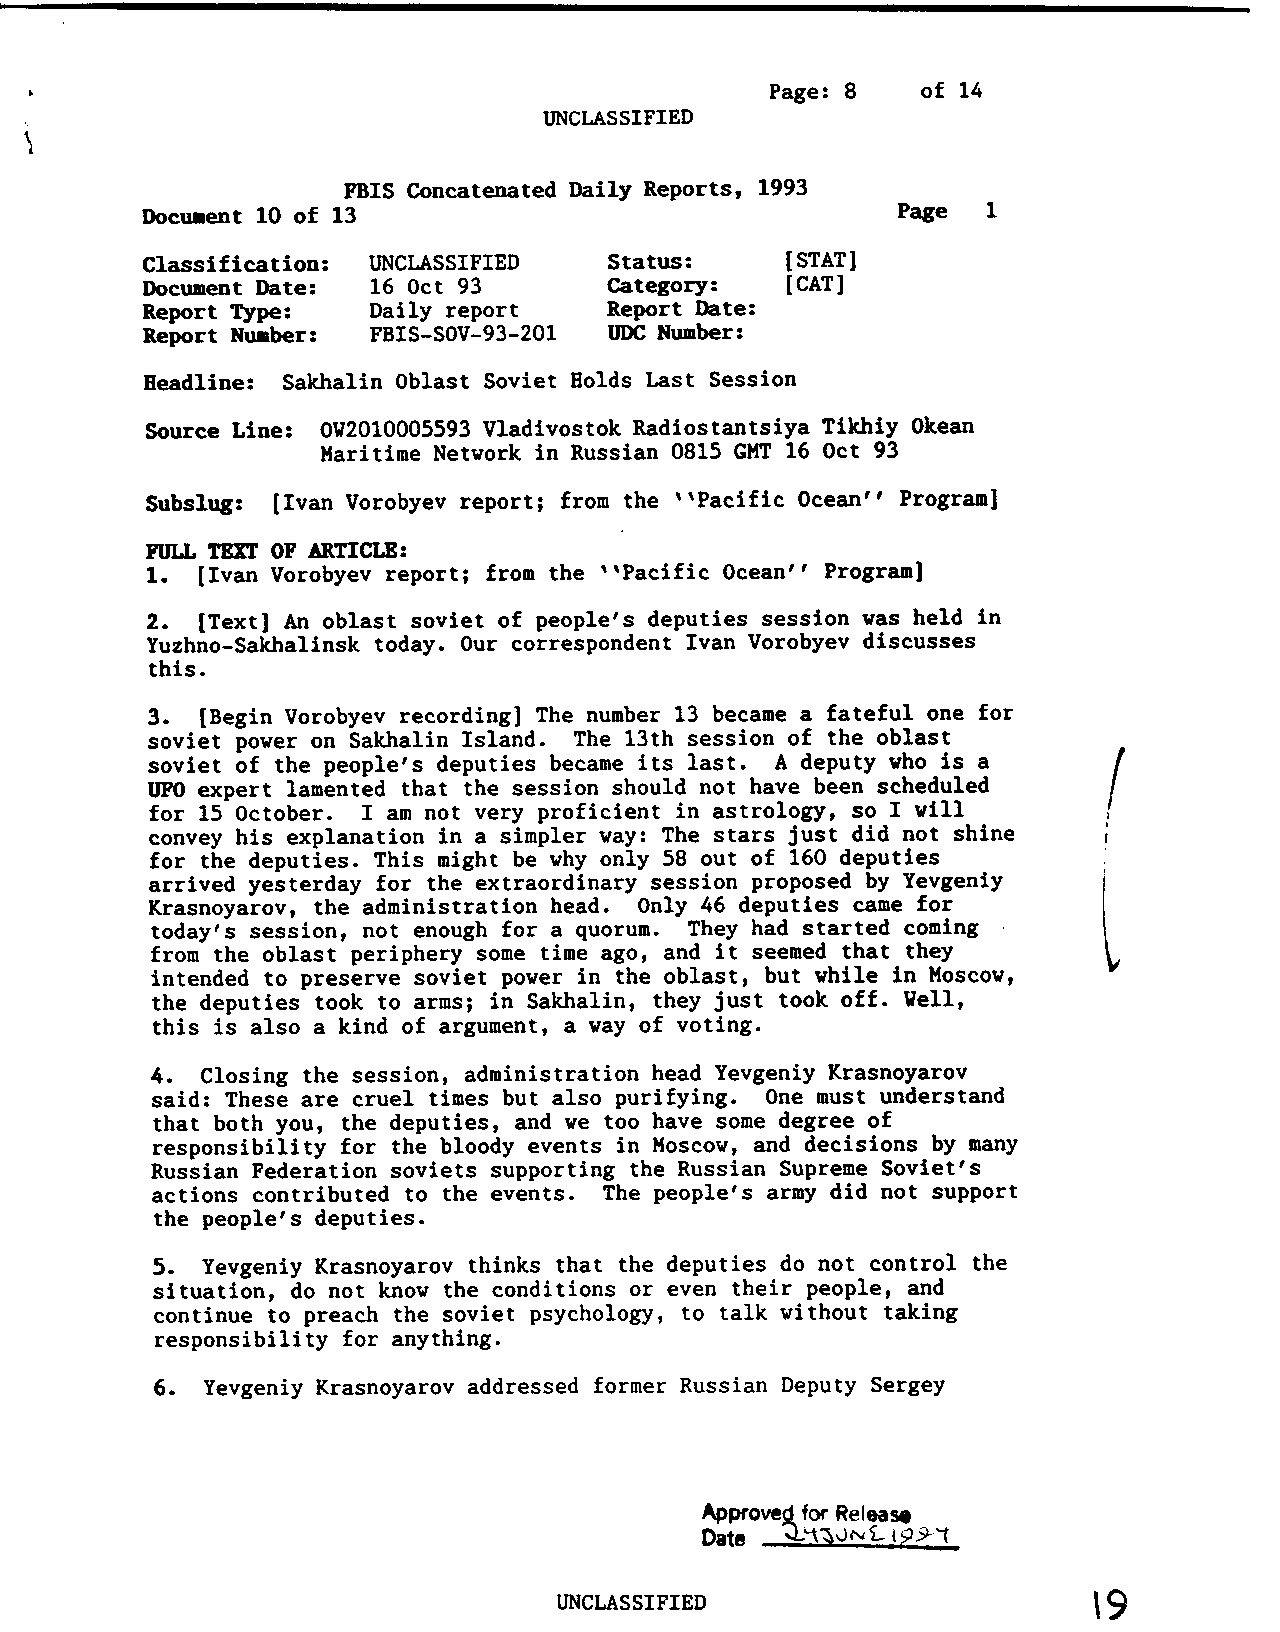 Page: 8 of 14
UNCLASSIFIED
FBIS Concatenated Daily Reports, 1993
Document 10 of 13 Page 1
Classification: UNCLASSIFIED Status: [STAT]
Document Date: 16 Oct 93 Category: [CAT]
Report Type: Daily report Report Date:
Report Number: FBIS-SOV-93-201 UDC Number:
Headline: Sakhalin Oblast Soviet Holds Last Session
Source Line: OW2010005593 Vladivostok Radiostantsiya Tikhiy Okean
Maritime Network in Russian 0815 GMT 16 Oct 93
Subslug: [Ivan Vorobyev report; from the ``Pacific Ocean'' Program]
FULL TEXT OF ARTICLE:
1. [Ivan Vorobyev report; from the ``Pacific Ocean'' Program]
2. [Text] An oblast soviet of people's deputies session was held in
Yuzhno-Sakhalinsk today. Our correspondent Ivan Vorobyev discusses
this.
3. [Begin Vorobyev recording] The number 13 became a fateful one for
soviet power on Sakhalin Island. The 13th session of the oblast
soviet of the people's deputies became its last. A deputy who is a
UFO expert lamented that the session should not have been scheduled
for 15 October. I am not very proficient in astrology, so I will
convey his explanation in a simpler way: The stars just did not shine
for the deputies. This might be why only 58 out of 160 deputies
arrived yesterday for the extraordinary session proposed by Yevgeniy
Krasnoyarov, the administration head. Only 46 deputies came for
today's session, not enough for a quorum. They had started coming
from the oblast periphery some time ago, and it seemed that they
intended to preserve soviet power in the oblast, but while in Moscow,
the deputies took to arms; in Sakhalin, they just took off. Well,
this is also a kind of argument, a way of voting.
4. Closing the session, administration head Yevgeniy Krasnoyarov
said: These are cruel times but also purifying. One must understand
that both you, the deputies, and we too have some degree of
responsibility for the bloody events in Moscow, and decisions by many
Russian Federation soviets supporting the Russian Supreme Soviet's
actions contributed to the events. The people's army did not support
the people's deputies.
5. Yevgeniy Krasnoyarov thinks that the deputies do not control the
situation, do not know the conditions or even their people, and
continue to preach the soviet psychology, to talk without taking
responsibility for anything.
6. Yevgeniy Krasnoyarov addressed former Russian Deputy Sergey
Approved for Release
Date JUNE
UNCLASSIFIED 19